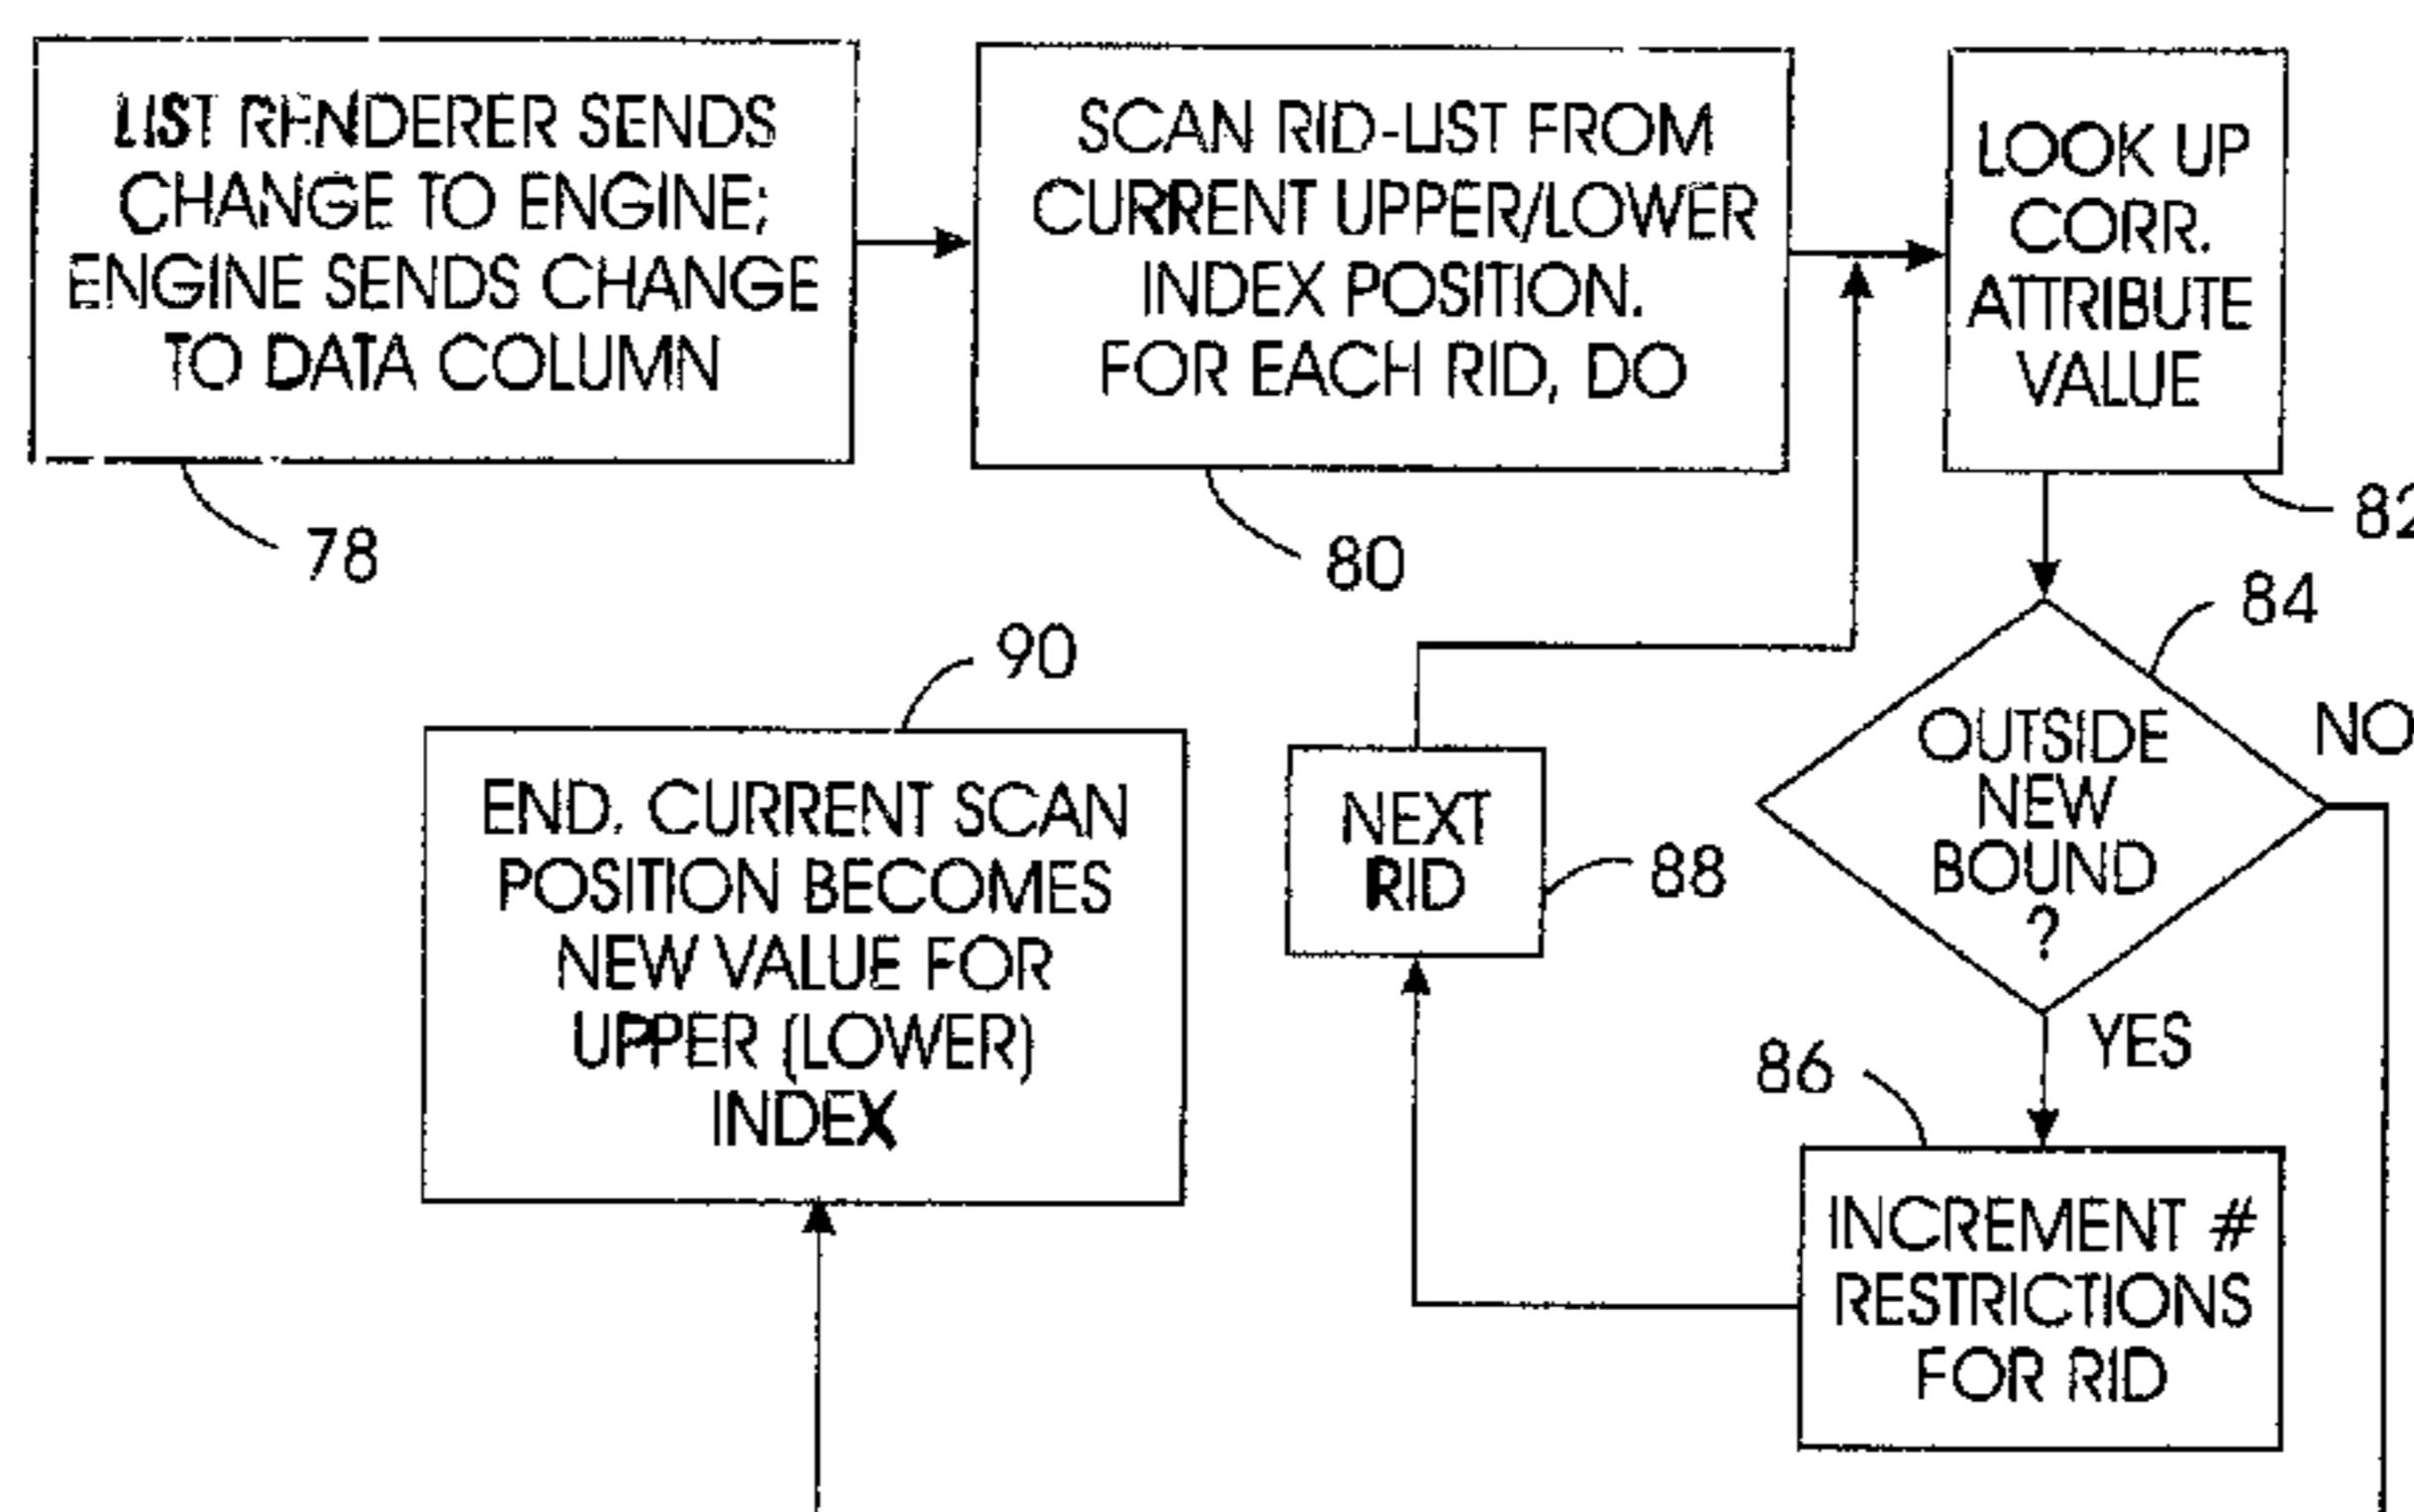 LIST RENDERER SENDS
CHANGE TO ENGINE;
ENGINE SENDS CHANGE
TO DATA COLUMN
78
SCAN RID-LIST FROM
CURRENT UPPER/LOWER
INDEX POSITION.
FOR EACH RID, DO
80
LOOK UP
CORR.
ATTRIBUTE
VALUE
82
84
OUTSIDE
NEW
BOUND
?
NO
YES
86
INCREMENT #
RESTRICTIONS
FOR RID
NEXT
RID
88
90
END. CURRENT SCAN
POSITION BECOMES
NEW VALUE FOR
UPPER (LOWER)
INDEX